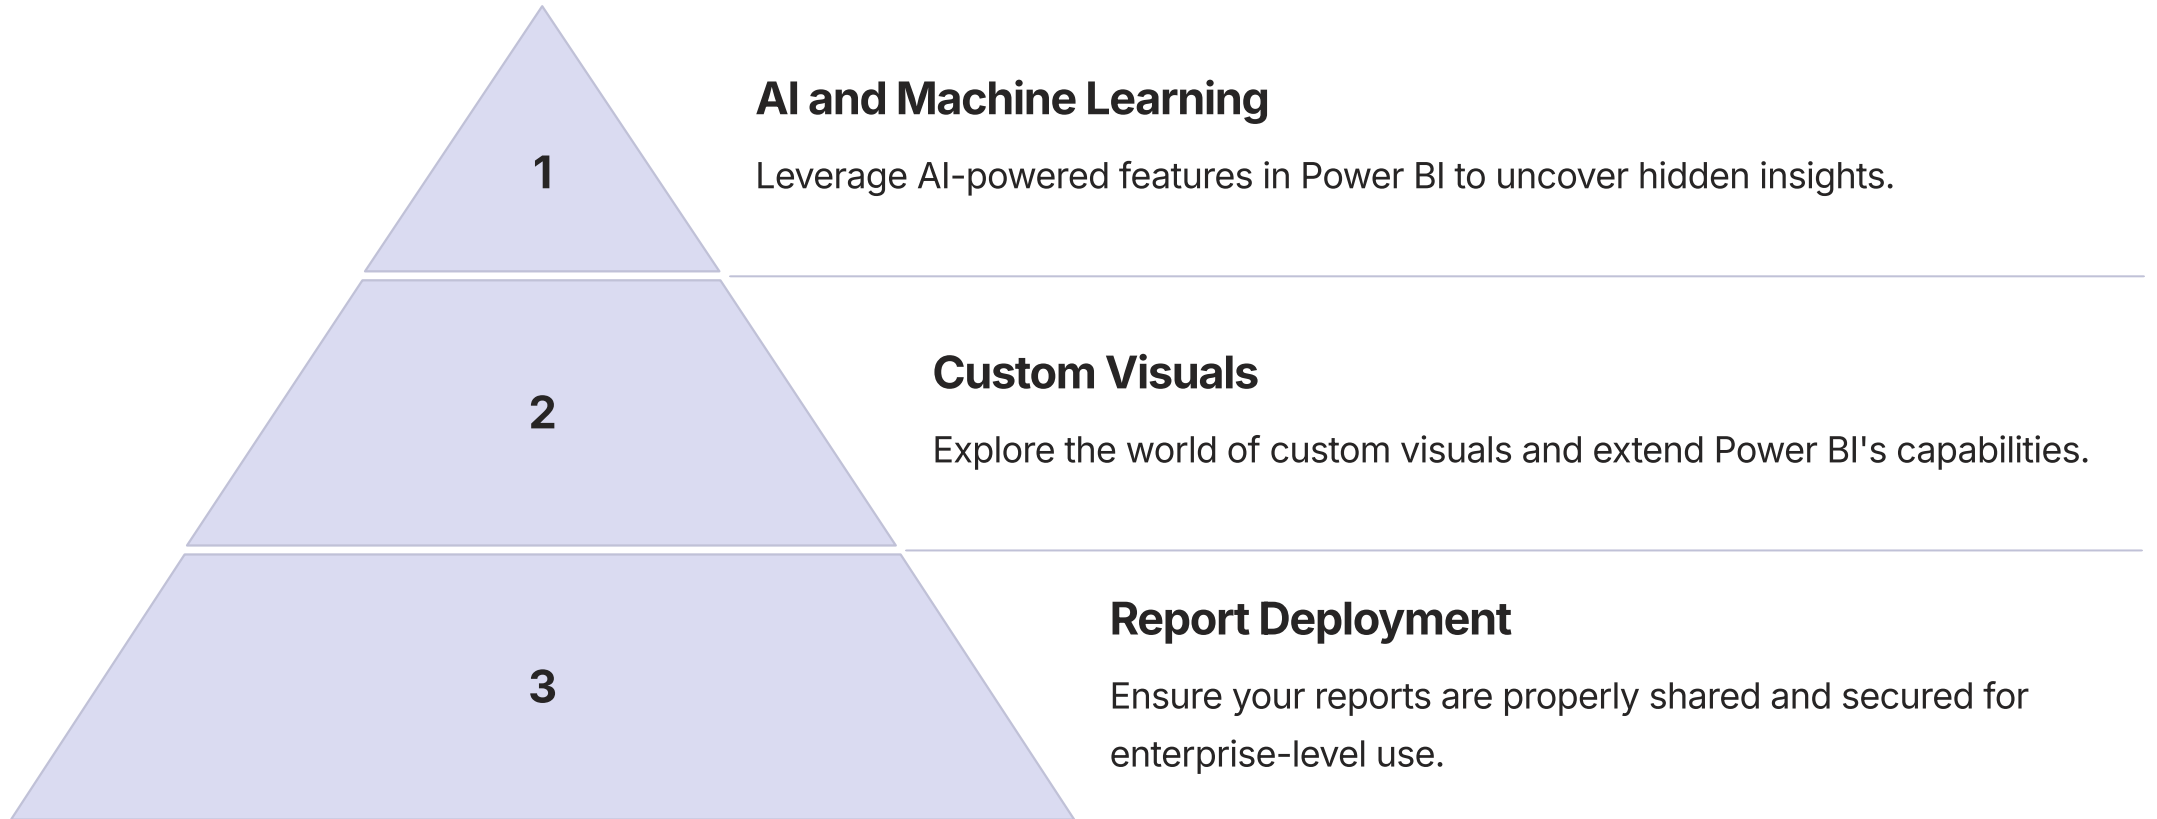 1
AI and Machine Learning
Leverage AI-powered features in Power BI to uncover hidden insights.
2
Custom Visuals
Explore the world of custom visuals and extend Power BI's capabilities.
3
Report Deployment
Ensure your reports are properly shared and secured for
enterprise-level use.